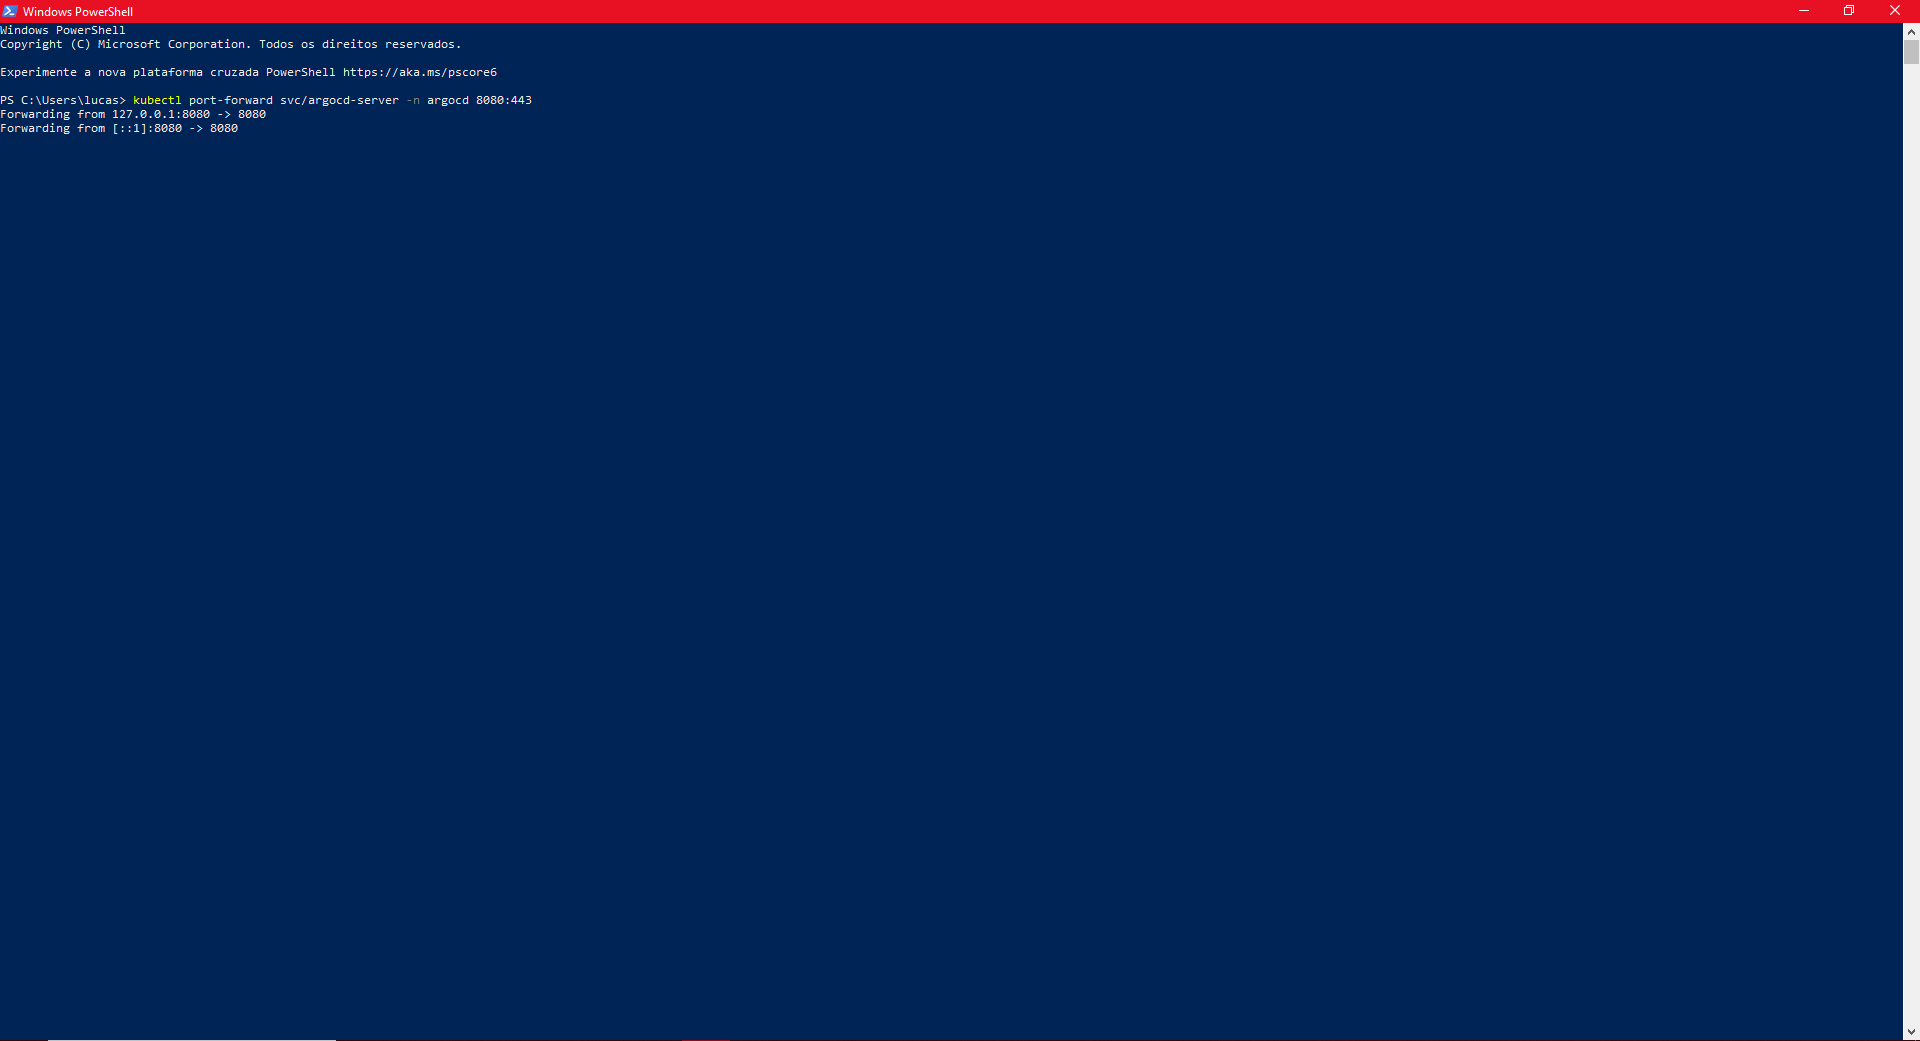 Windows PowerShell
Windows PowerShell
Copyright (C) Microsoft Corporation. Todos os direitos reservados.
Experimente a nova plataforma cruzada PowerShell https://aka.ms/pscore6
PS C:\Users\lucas> kubectl port-forward svc/argocd-server -n argocd 8080:443
Forwarding from 127.0.0.1:8080 -> 8080
Forwarding from [::1]:8080 -> 8080